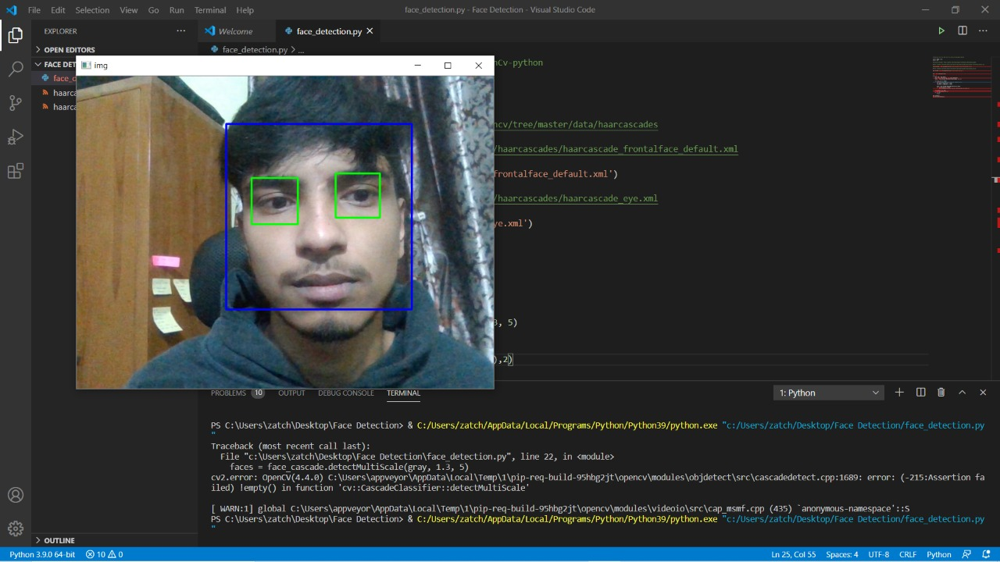 File Edit Selection View Go Run Terminal Help face_detection.py - Face Detection - Visual Studio Code
EXPLORER ···
Welcome
face_detection.py
OPEN EDITORS
face_detection.py > ...
FACE DET
img
face_d
haarca
haarca
nCv-python
ncv/tree/master/data/haarcascades
/haarcascades/haarcascade_frontalface_default.xml
frontalface_default.xml')
/haarcascades/haarcascade_eye.xml
ye.xml')
3, 5)
),2)
PROBLEMS 10 OUTPUT DEBUG CONSOLE TERMINAL 1: Python
PS C:\Users\zatch\Desktop\Face Detection> & C:/Users/zatch/AppData/Local/Programs/Python/Python39/python.exe "c:/Users/zatch/Desktop/Face Detection/face_detection.py
"
Traceback (most recent call last):
  File "c:\Users\zatch\Desktop\Face Detection\face_detection.py", line 22, in <module>
    faces = face_cascade.detectMultiScale(gray, 1.3, 5)
cv2.error: OpenCV(4.4.0) C:\Users\appveyor\AppData\Local\Temp\1\pip-req-build-95hbg2jt\opencv\modules\objdetect\src\cascadedetect.cpp:1689: error: (-215:Assertion fa
iled) !empty() in function 'cv::CascadeClassifier::detectMultiScale'
[ WARN:1] global C:\Users\appveyor\AppData\Local\Temp\1\pip-req-build-95hbg2jt\opencv\modules\videoio\src\cap_msmf.cpp (435) `anonymous-namespace'::S
PS C:\Users\zatch\Desktop\Face Detection> & C:/Users/zatch/AppData/Local/Programs/Python/Python39/python.exe "c:/Users/zatch/Desktop/Face Detection/face_detection.py
"
OUTLINE
Python 3.9.0 64-bit 10 0 Ln 25, Col 55 Spaces: 4 UTF-8 CRLF Python